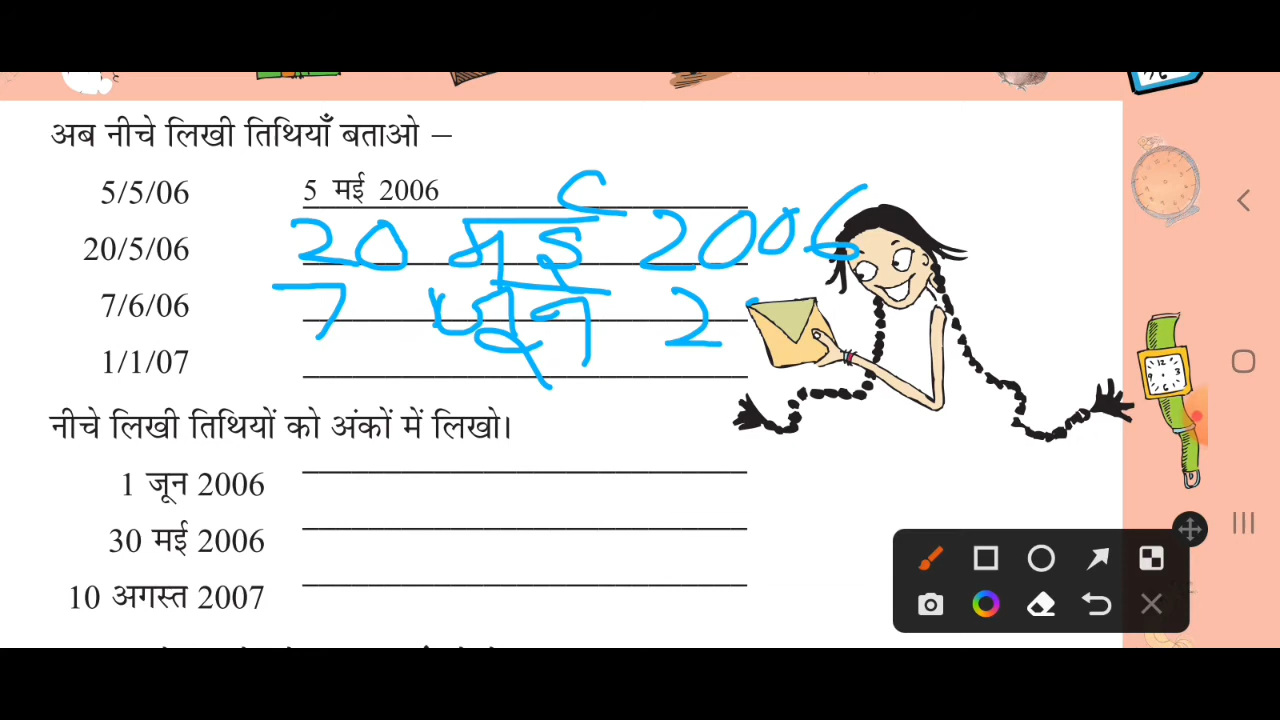 अब नीचे लिखी तिथियाँ बताओ –
5/5/06 5 मई 2006
20/5/06 20 मई 2006
7/6/06 7 जून 2
1/1/07
नीचे लिखी तिथियों को अंकों में लिखो।
1 जून 2006
30 मई 2006
10 अगस्त 2007